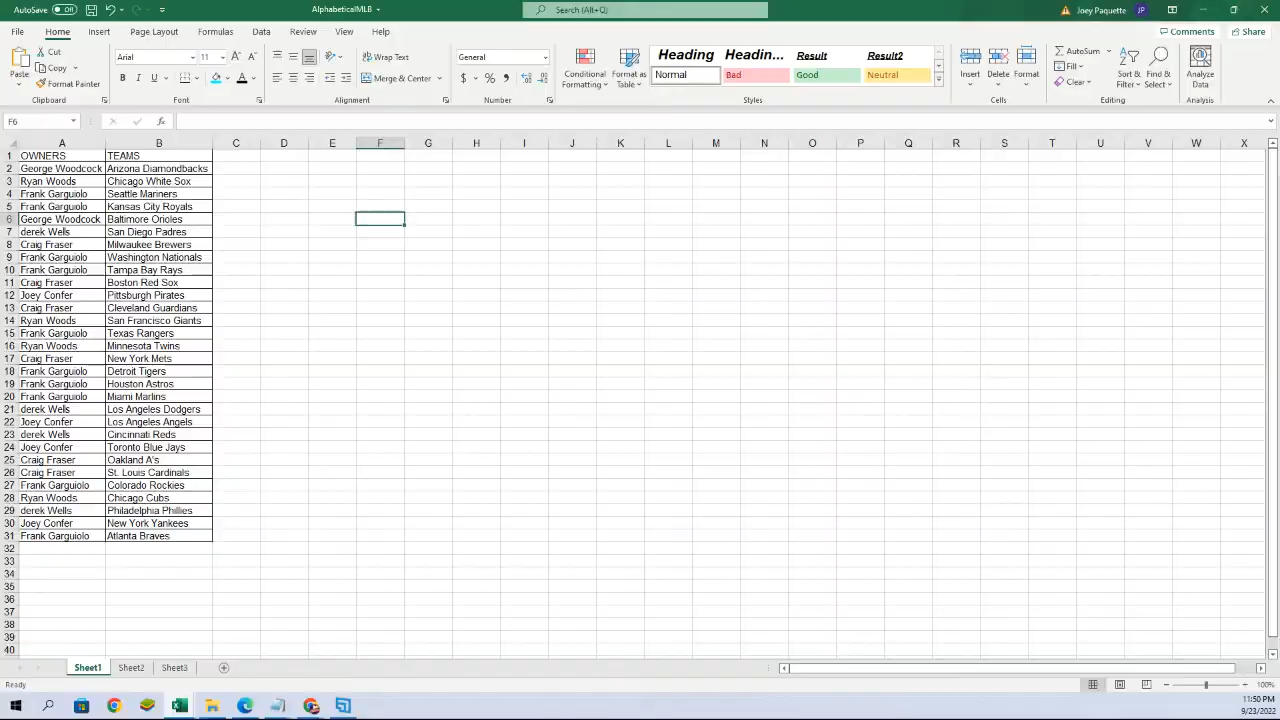 AutoSave Off AlphabeticalMLB Search (Alt+Q) Joey Paquette JP
File Home Insert Page Layout Formulas Data Review View Help Comments Share
Paste Cut Copy Format Painter Clipboard
Arial 11 A A B I U A Font
Wrap Text Merge & Center Alignment
General $ % , Number
Conditional Formatting Format as Table
Heading Headin... Result Result2
Normal Bad Good Neutral
Styles
Insert Delete Format Cells
AutoSum Fill Clear Sort & Filter Find & Select Editing
Analyze Data Analysis
F6 fx
A B C D E F G H I J K L M N O P Q R S T U V W X
1 OWNERS TEAMS
2 George Woodcock Arizona Diamondbacks
3 Ryan Woods Chicago White Sox
4 Frank Garguiolo Seattle Mariners
5 Frank Garguiolo Kansas City Royals
6 George Woodcock Baltimore Orioles
7 derek Wells San Diego Padres
8 Craig Fraser Milwaukee Brewers
9 Frank Garguiolo Washington Nationals
10 Frank Garguiolo Tampa Bay Rays
11 Craig Fraser Boston Red Sox
12 Joey Confer Pittsburgh Pirates
13 Craig Fraser Cleveland Guardians
14 Ryan Woods San Francisco Giants
15 Frank Garguiolo Texas Rangers
16 Ryan Woods Minnesota Twins
17 Craig Fraser New York Mets
18 Frank Garguiolo Detroit Tigers
19 Frank Garguiolo Houston Astros
20 Frank Garguiolo Miami Marlins
21 derek Wells Los Angeles Dodgers
22 Joey Confer Los Angeles Angels
23 derek Wells Cincinnati Reds
24 Joey Confer Toronto Blue Jays
25 Craig Fraser Oakland A's
26 Craig Fraser St. Louis Cardinals
27 Frank Garguiolo Colorado Rockies
28 Ryan Woods Chicago Cubs
29 derek Wells Philadelphia Phillies
30 Joey Confer New York Yankees
31 Frank Garguiolo Atlanta Braves
32
33
34
35
36
37
38
39
40
Sheet1 Sheet2 Sheet3
Ready 100%
11:50 PM
9/23/2022